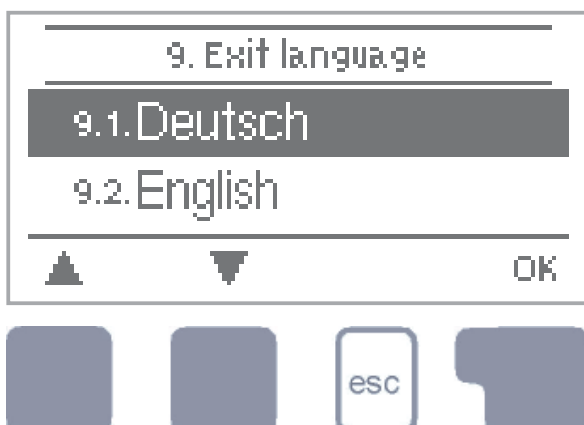 9. Exit language
9.1. Deutsch
9.2. English
OK
esc